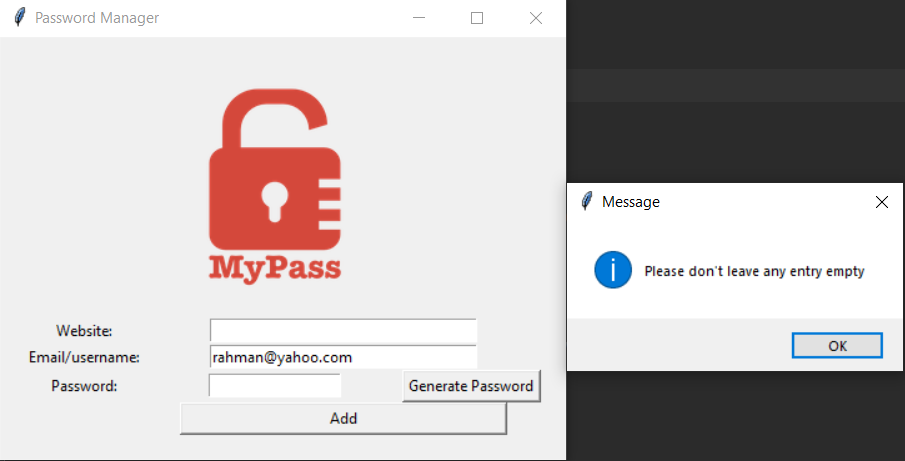 Password Manager
MyPass
Website:
Email/username:
rahman@yahoo.com
Password:
Generate Password
Add
Message
Please don't leave any entry empty
OK